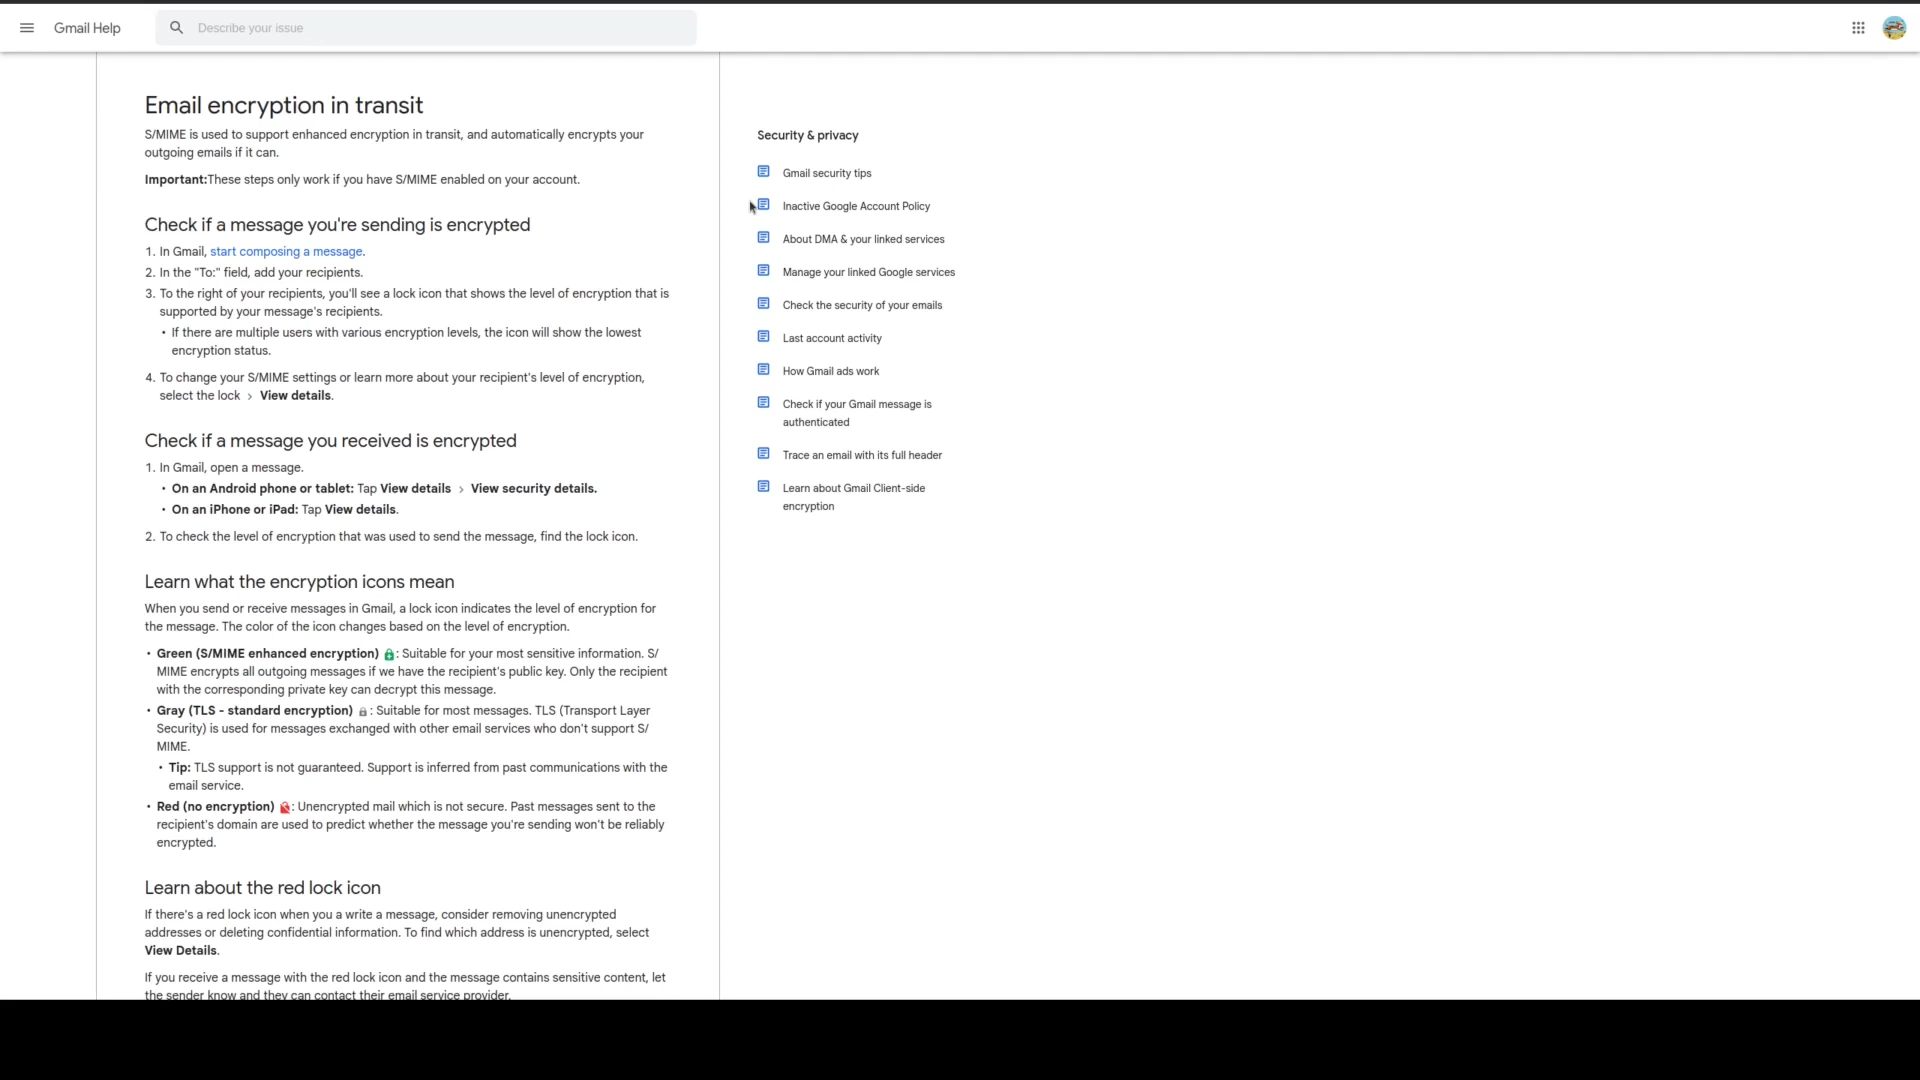 Gmail Help
Describe your issue
Email encryption in transit
S/MIME is used to support enhanced encryption in transit, and automatically encrypts your
outgoing emails if it can.
Important:These steps only work if you have S/MIME enabled on your account.
Check if a message you're sending is encrypted
1. In Gmail, start composing a message.
2. In the "To:" field, add your recipients.
3. To the right of your recipients, you'll see a lock icon that shows the level of encryption that is
supported by your message's recipients.
• If there are multiple users with various encryption levels, the icon will show the lowest
encryption status.
4. To change your S/MIME settings or learn more about your recipient's level of encryption,
select the lock > View details.
Check if a message you received is encrypted
1. In Gmail, open a message.
• On an Android phone or tablet: Tap View details > View security details.
• On an iPhone or iPad: Tap View details.
2. To check the level of encryption that was used to send the message, find the lock icon.
Learn what the encryption icons mean
When you send or receive messages in Gmail, a lock icon indicates the level of encryption for
the message. The color of the icon changes based on the level of encryption.
• Green (S/MIME enhanced encryption) : Suitable for your most sensitive information. S/
MIME encrypts all outgoing messages if we have the recipient's public key. Only the recipient
with the corresponding private key can decrypt this message.
• Gray (TLS - standard encryption) : Suitable for most messages. TLS (Transport Layer
Security) is used for messages exchanged with other email services who don't support S/
MIME.
• Tip: TLS support is not guaranteed. Support is inferred from past communications with the
email service.
• Red (no encryption) : Unencrypted mail which is not secure. Past messages sent to the
recipient's domain are used to predict whether the message you're sending won't be reliably
encrypted.
Learn about the red lock icon
If there's a red lock icon when you a write a message, consider removing unencrypted
addresses or deleting confidential information. To find which address is unencrypted, select
View Details.
If you receive a message with the red lock icon and the message contains sensitive content, let
the sender know and they can contact their email service provider.
Security & privacy
Gmail security tips
Inactive Google Account Policy
About DMA & your linked services
Manage your linked Google services
Check the security of your emails
Last account activity
How Gmail ads work
Check if your Gmail message is
authenticated
Trace an email with its full header
Learn about Gmail Client-side
encryption